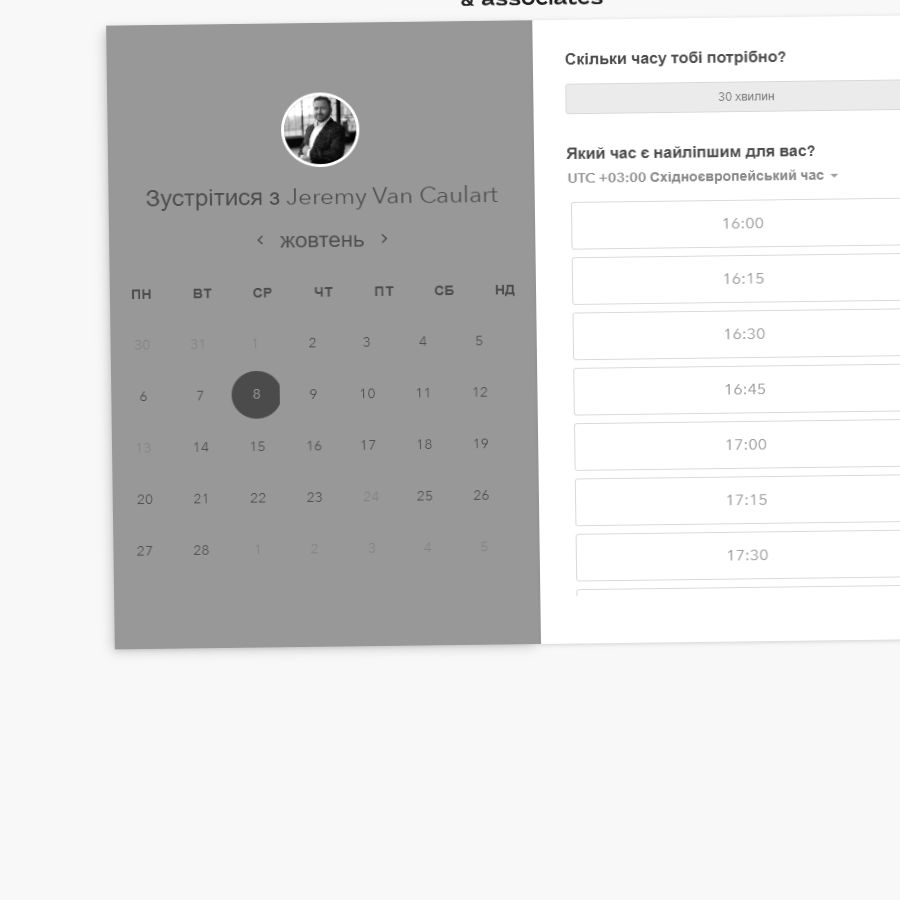 & associates
Зустрітися з Jeremy Van Caulart
жовтень
ПН ВТ СР ЧТ ПТ СБ НД
30 31 1 2 3 4 5
6 7 8 9 10 11 12
13 14 15 16 17 18 19
20 21 22 23 24 25 26
27 28 1 2 3 4 5
Скільки часу тобі потрібно?
30 хвилин
Який час є найліпшим для вас?
UTC +03:00 Східноєвропейський час
16:00
16:15
16:30
16:45
17:00
17:15
17:30